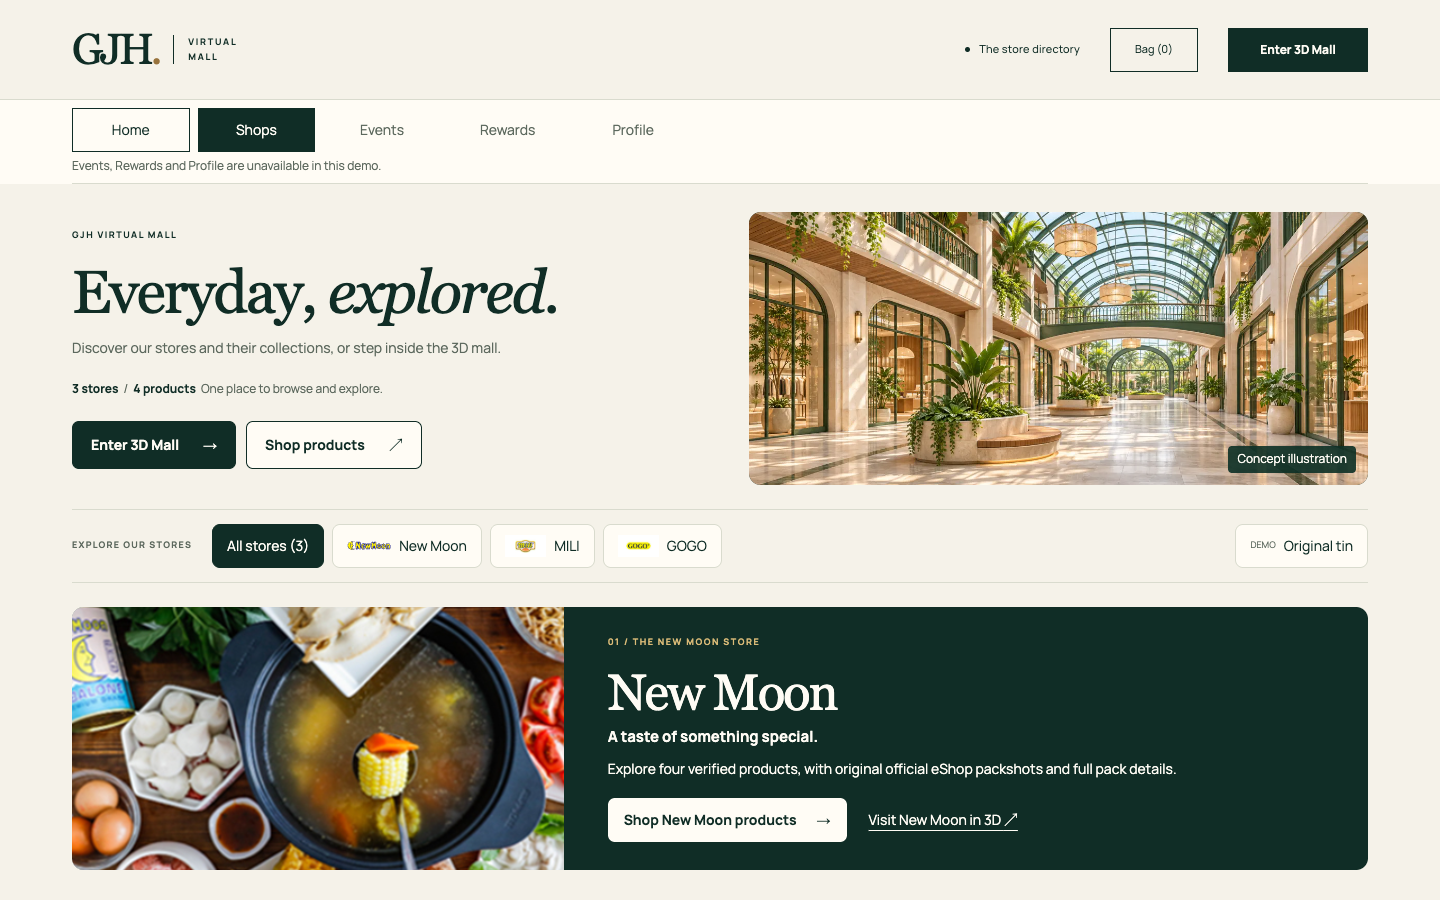 GJH.
VIRTUAL
MALL
The store directory
Bag (0)
Enter 3D Mall
Home
Shops
Events
Rewards
Profile
Events, Rewards and Profile are unavailable in this demo.
GJH VIRTUAL MALL
Everyday, explored.
Discover our stores and their collections, or step inside the 3D mall.
3 stores / 4 products One place to browse and explore.
Enter 3D Mall →
Shop products ↗
Concept illustration
EXPLORE OUR STORES
All stores (3)
NewMoon New Moon
MILI
GOGO GOGO
DEMO Original tin
01 / THE NEW MOON STORE
New Moon
A taste of something special.
Explore four verified products, with original official eShop packshots and full pack details.
Shop New Moon products →
Visit New Moon in 3D ↗